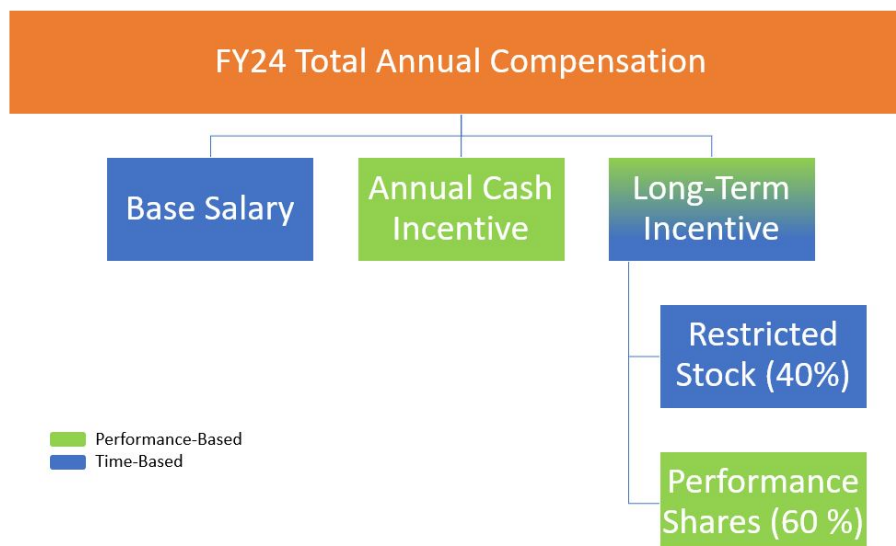 FY24 Total Annual Compensation
Base Salary
Annual Cash
Incentive
Long-Term
Incentive
Restricted
Stock (40%)
Performance-Based
Time-Based
Performance
Shares (60 %)